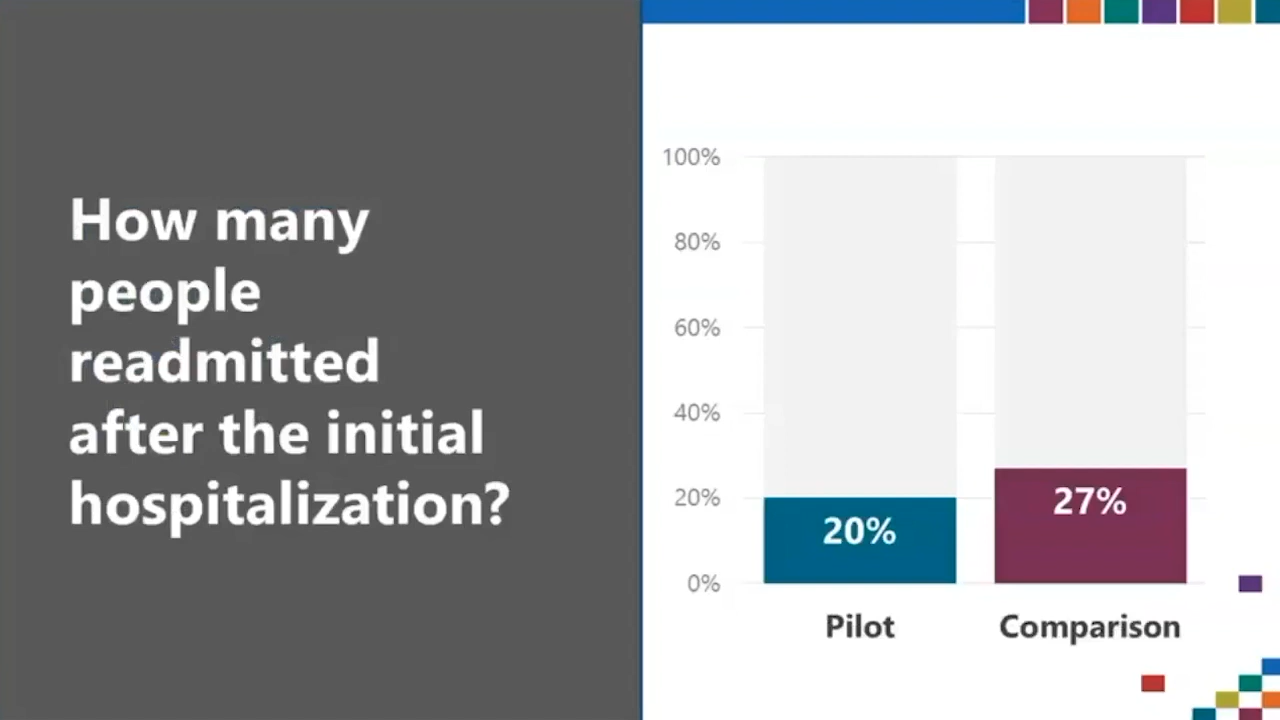 How many
people
readmitted
after the initial
hospitalization?
100%
80%
60%
40%
20%
0%
20%
27%
Pilot
Comparison